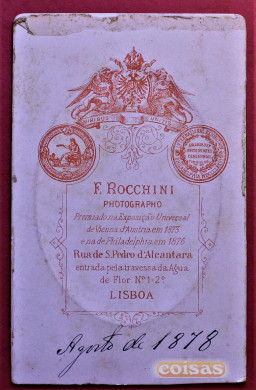 F. ROCCHINI
PHOTOGRAPHO
Premiado na Exposição Universal
de Vienna d'Austria em 1873
e na de Philadelphia em 1876
Rua de S. Pedro d'Alcantara
entrada pela travessa da Agua
de Flor Nº 1-2º
LISBOA
Agosto de 1878
coisas